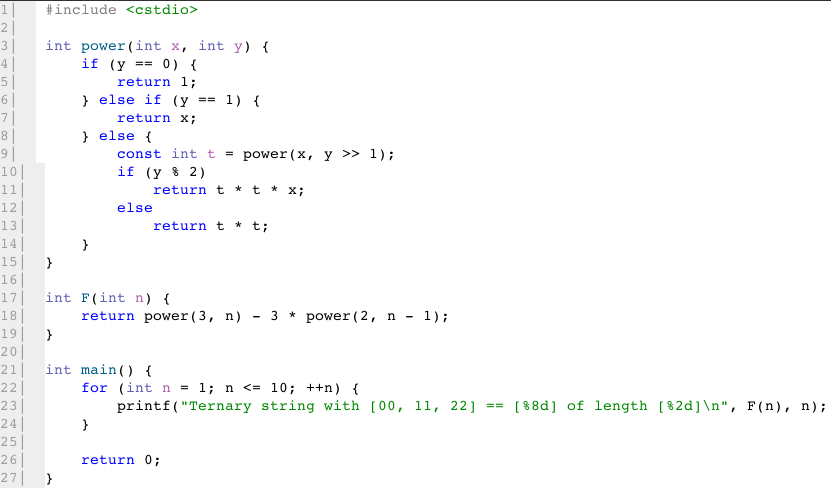 1| #include <cstdio>
2|
3| int power(int x, int y) {
4|     if (y == 0) {
5|         return 1;
6|     } else if (y == 1) {
7|         return x;
8|     } else {
9|         const int t = power(x, y >> 1);
10|         if (y % 2)
11|             return t * t * x;
12|         else
13|             return t * t;
14|     }
15| }
16|
17| int F(int n) {
18|     return power(3, n) - 3 * power(2, n - 1);
19| }
20|
21| int main() {
22|     for (int n = 1; n <= 10; ++n) {
23|         printf("Ternary string with [00, 11, 22] == [%8d] of length [%2d]\n", F(n), n);
24|     }
25|
26|     return 0;
27| }